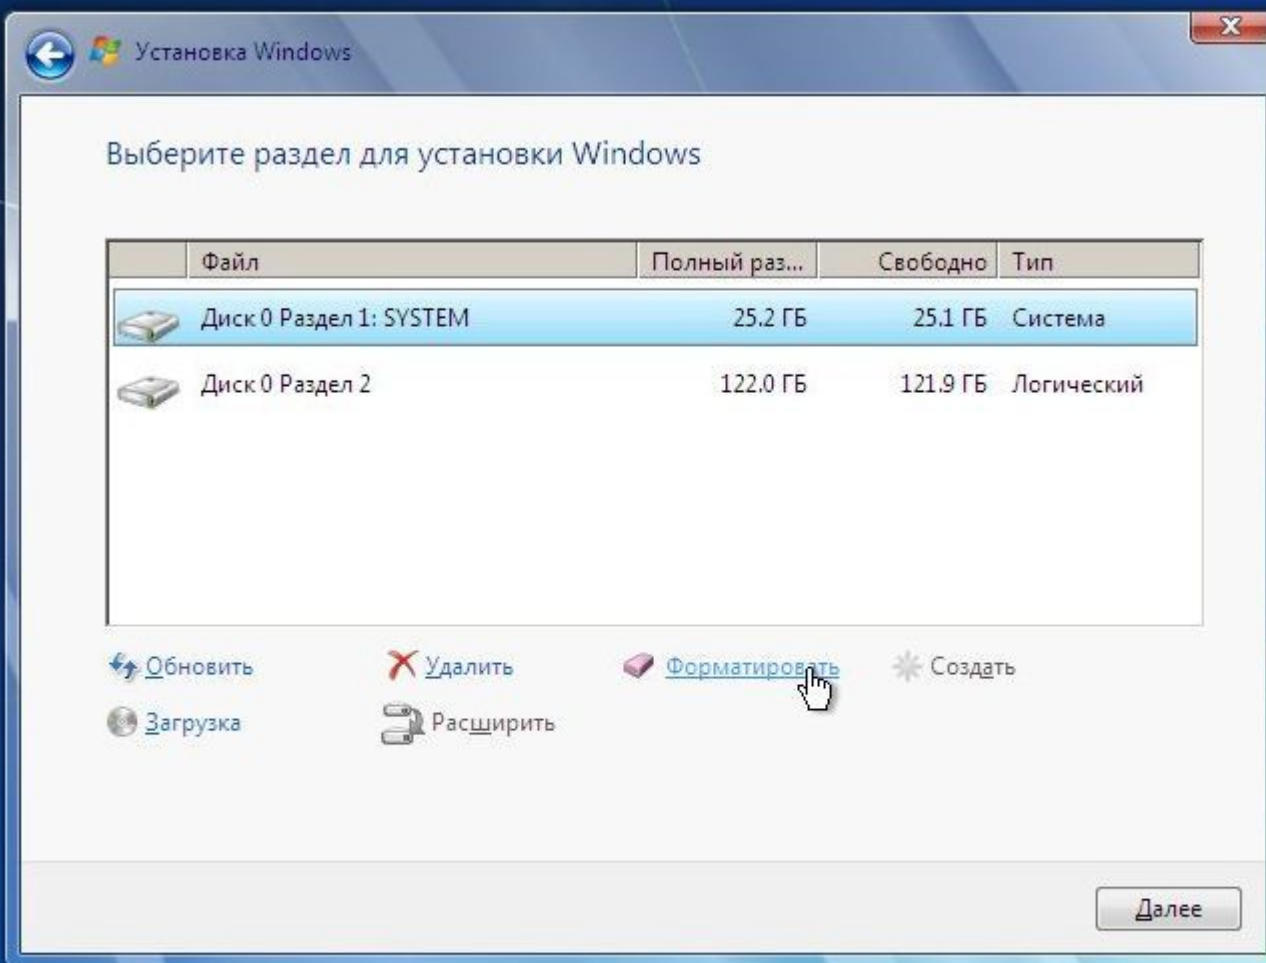 Установка Windows
Выберите раздел для установки Windows
Файл Полный раз... Свободно Тип
Диск 0 Раздел 1: SYSTEM 25.2 ГБ 25.1 ГБ Система
Диск 0 Раздел 2 122.0 ГБ 121.9 ГБ Логический
Обновить Удалить Форматировать Создать
Загрузка Расширить
Далее